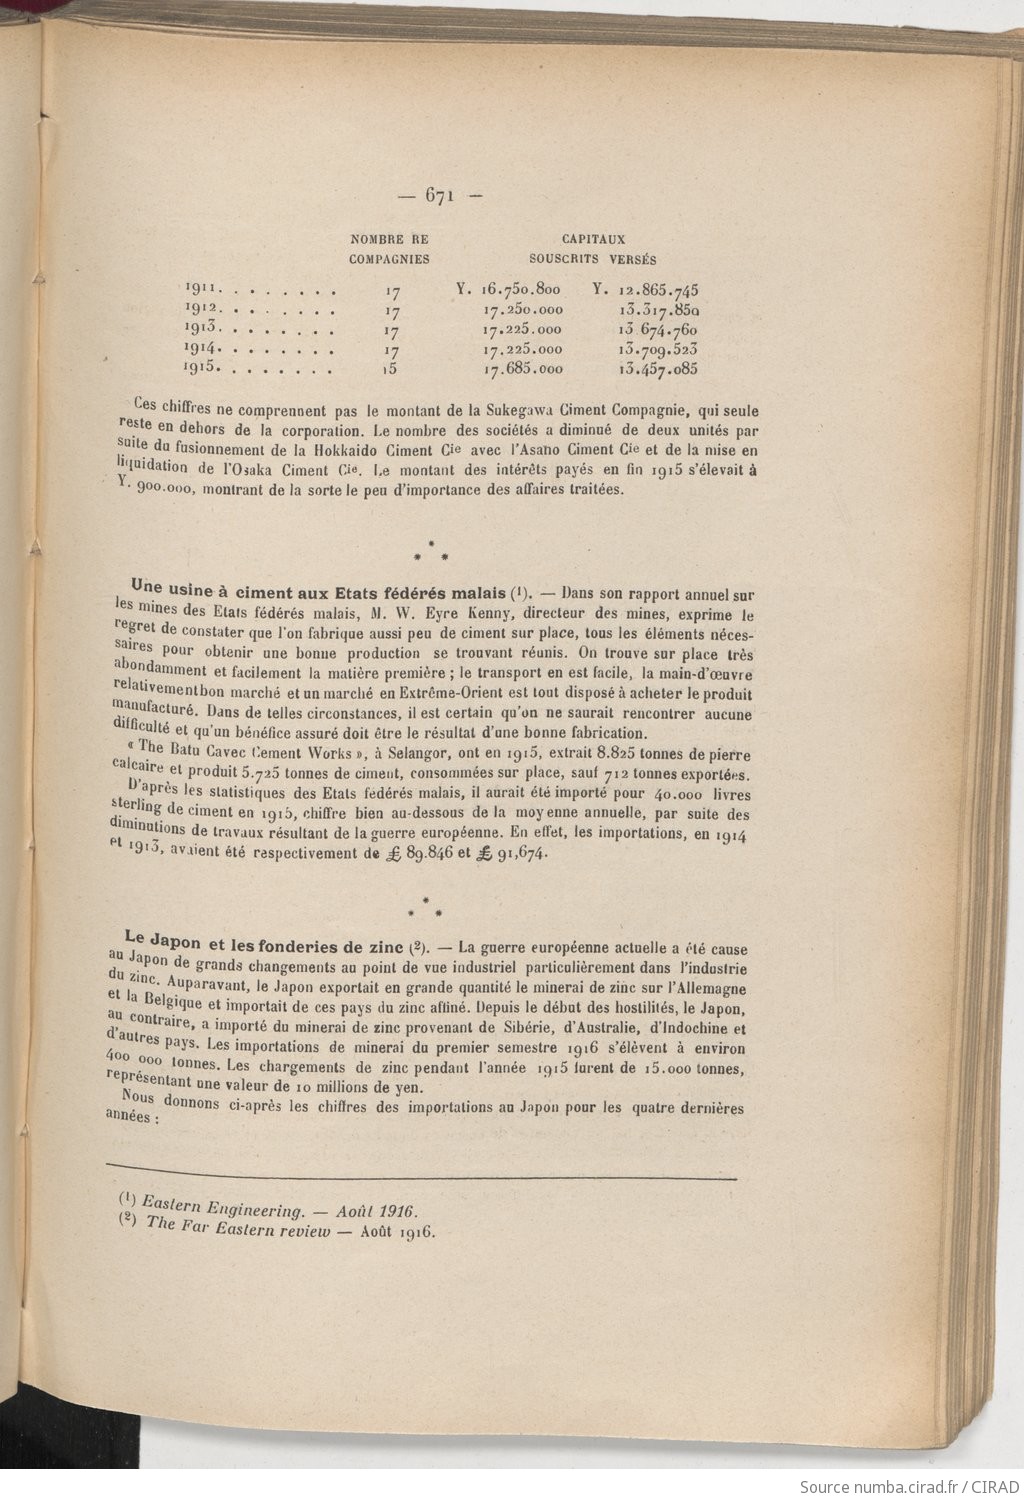 — 671 —
NOMBRE RE CAPITAUX
COMPAGNIES SOUSCRITS VERSÉS
1911. . . . . . . . 17 Y. 16.750.800 Y. 12.865.745
1912. . . . . . . . 17 17.250.000 13.317.850
1913. . . . . . . . 17 17.225.000 13 674.760
1914. . . . . . . . 17 17.225.000 13.709.523
1915. . . . . . . . 15 17.685.000 13.457.085
Ces chiffres ne comprennent pas le montant de la Sukegawa Ciment Compagnie, qui seule
reste en dehors de la corporation. Le nombre des sociétés a diminué de deux unités par
suite du fusionnement de la Hokkaido Ciment Cie avec l'Asano Ciment Cie et de la mise en
liquidation de l'Osaka Ciment Cie. Le montant des intérêts payés en fin 1915 s'élevait à
Y. 900.000, montrant de la sorte le peu d'importance des affaires traitées.
* * *
Une usine à ciment aux Etats fédérés malais (1). — Dans son rapport annuel sur
les mines des Etats fédérés malais, M. W. Eyre Kenny, directeur des mines, exprime le
regret de constater que l'on fabrique aussi peu de ciment sur place, tous les éléments néces-
saires pour obtenir une bonne production se trouvant réunis. On trouve sur place très
abondamment et facilement la matière première ; le transport en est facile, la main-d'œuvre
relativement bon marché et un marché en Extrême-Orient est tout disposé à acheter le produit
manufacturé. Dans de telles circonstances, il est certain qu'on ne saurait rencontrer aucune
difficulté et qu'un bénéfice assuré doit être le résultat d'une bonne fabrication.
« The Batu Cavec Cement Works », à Selangor, ont en 1915, extrait 8.825 tonnes de pierre
calcaire et produit 5.725 tonnes de ciment, consommées sur place, sauf 712 tonnes exportées.
D'après les statistiques des Etats fédérés malais, il aurait été importé pour 40.000 livres
sterling de ciment en 1915, chiffre bien au-dessous de la moyenne annuelle, par suite des
diminutions de travaux résultant de la guerre européenne. En effet, les importations, en 1914
et 1913, avaient été respectivement de £ 89.846 et £ 91,674.
* * *
Le Japon et les fonderies de zinc (2). — La guerre européenne actuelle a été cause
au Japon de grands changements au point de vue industriel particulièrement dans l'industrie
du zinc. Auparavant, le Japon exportait en grande quantité le minerai de zinc sur l'Allemagne
et la Belgique et importait de ces pays du zinc affiné. Depuis le début des hostilités, le Japon,
au contraire, a importé du minerai de zinc provenant de Sibérie, d'Australie, d'Indochine et
d'autres pays. Les importations de minerai du premier semestre 1916 s'élèvent à environ
400 000 tonnes. Les chargements de zinc pendant l'année 1915 furent de 15.000 tonnes,
représentant une valeur de 10 millions de yen.
Nous donnons ci-après les chiffres des importations au Japon pour les quatre dernières
années :
(1) Eastern Engineering. — Août 1916.
(2) The Far Eastern review — Août 1916.
Source numba.cirad.fr / CIRAD